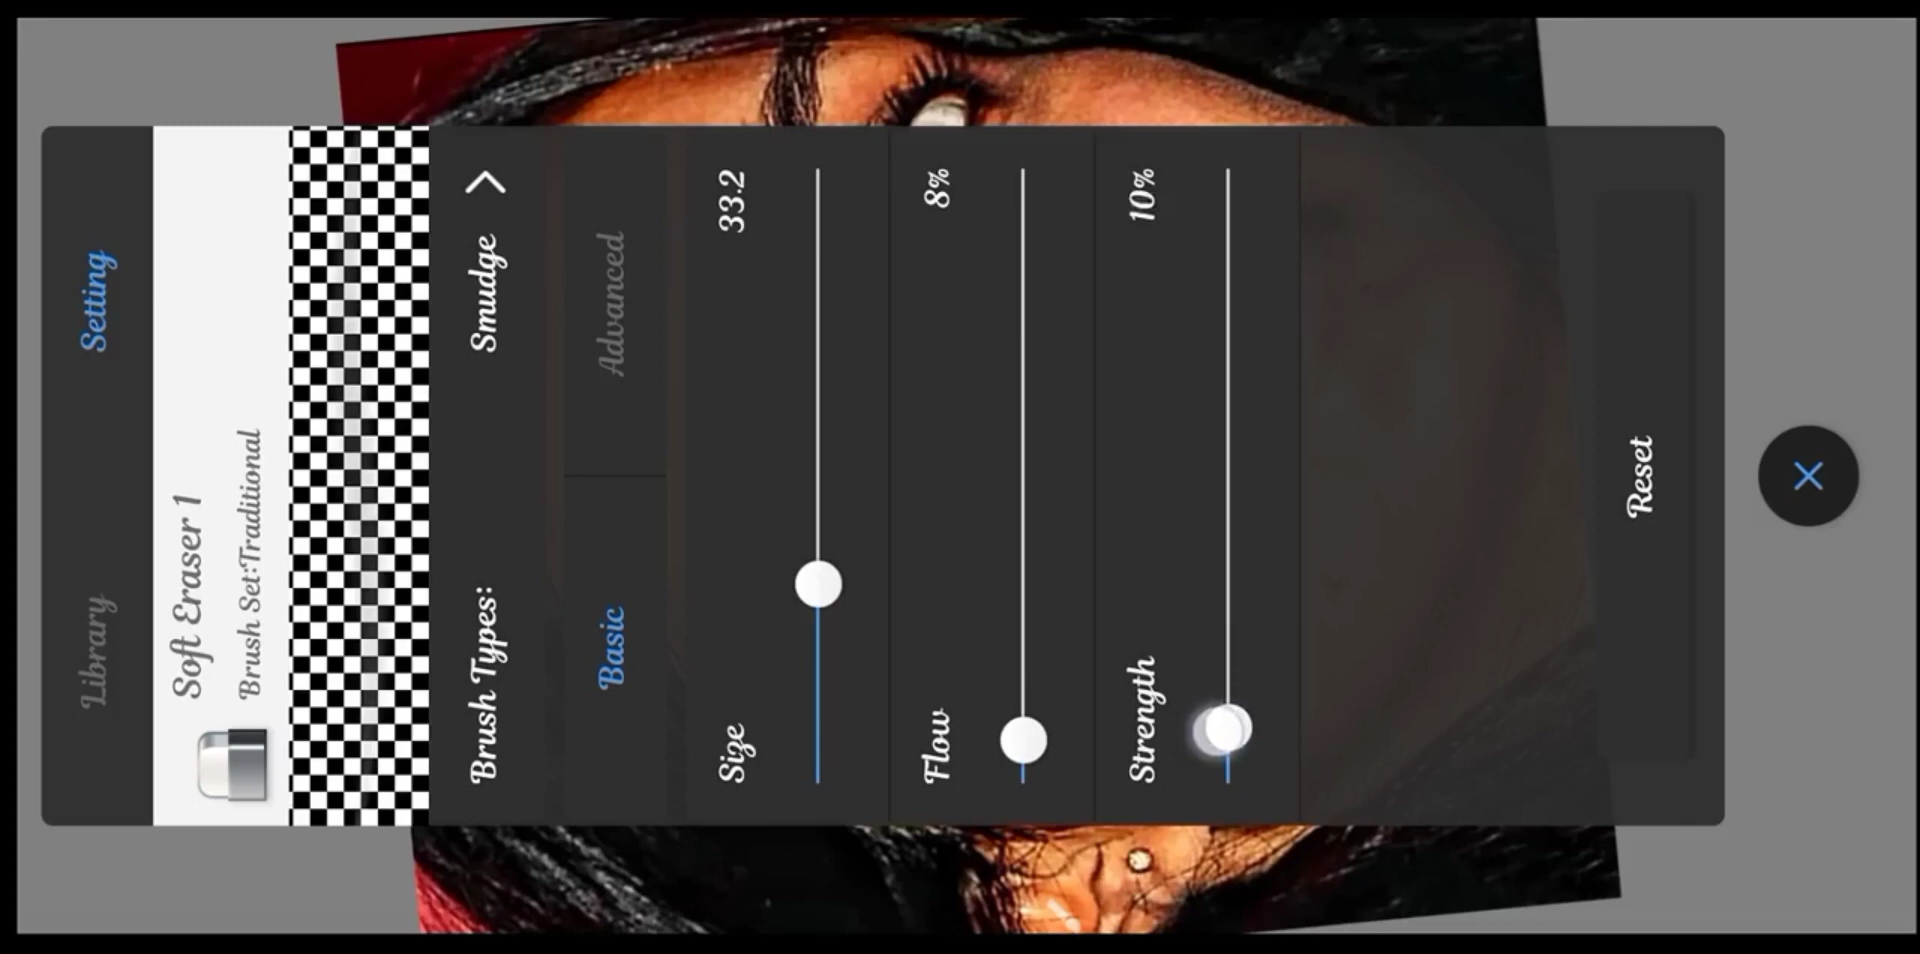 Library
Setting
Soft Eraser 1
Brush Set:Traditional
Brush Types: Smudge
Basic
Advanced
Size 33.2
Flow 8%
Strength 10%
Reset